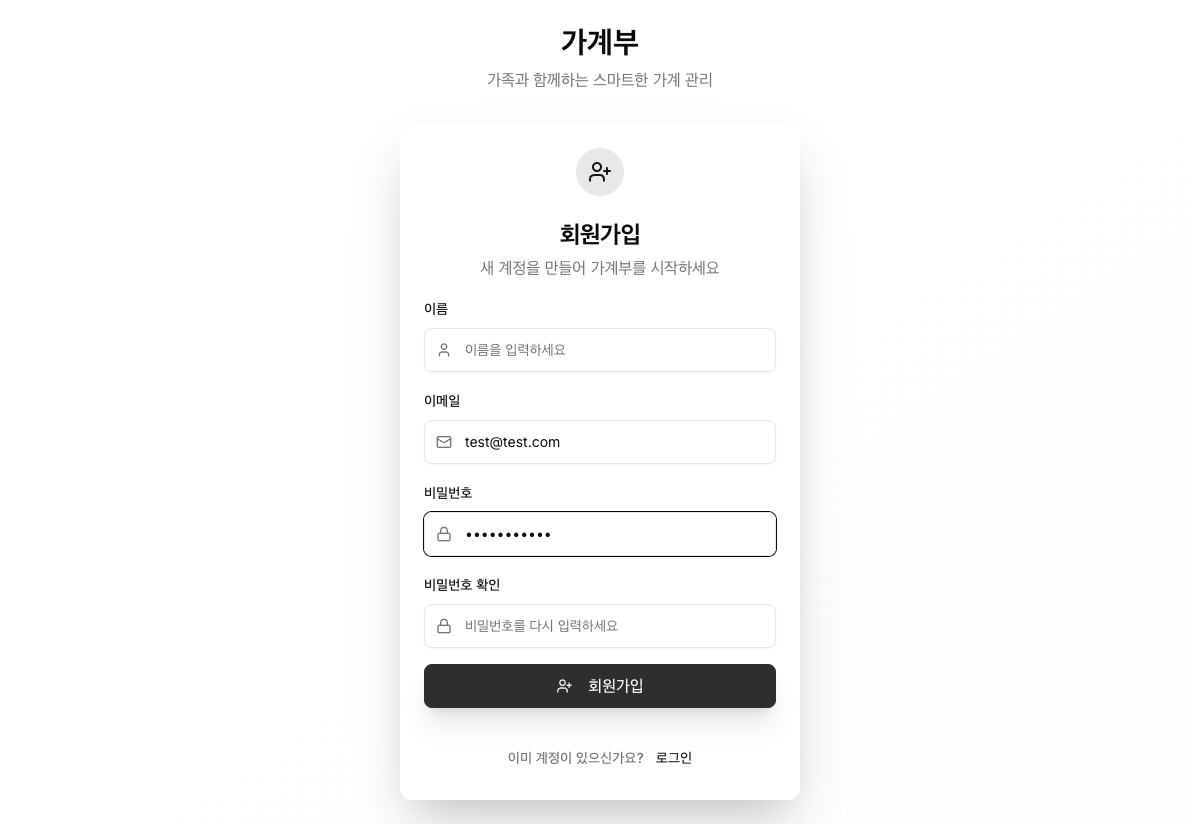 가계부
가족과 함께하는 스마트한 가계 관리
회원가입
새 계정을 만들어 가계부를 시작하세요
이름
이름을 입력하세요
이메일
test@test.com
비밀번호
•••••••••••
비밀번호 확인
비밀번호를 다시 입력하세요
회원가입
이미 계정이 있으신가요? 로그인